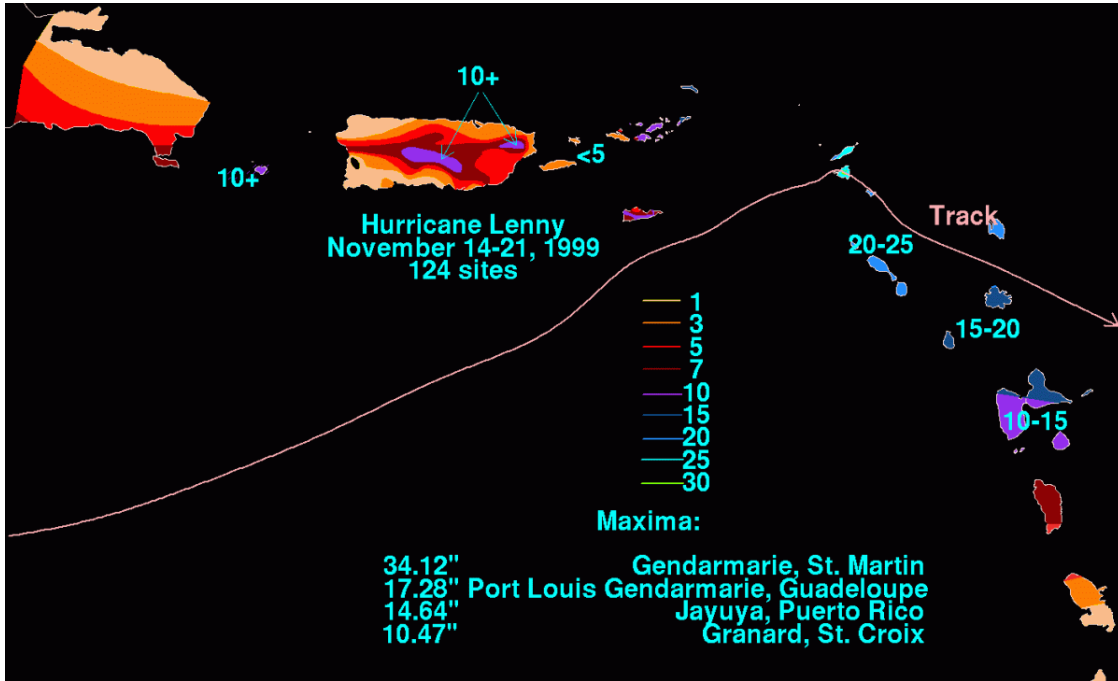 10+
10+
<5
Hurricane Lenny
November 14-21, 1999
124 sites
Track
20-25
15-20
10-15
1
3
5
7
10
15
20
25
30
Maxima:
34.12" Gendarmarie, St. Martin
17.28" Port Louis Gendarmarie, Guadeloupe
14.64" Jayuya, Puerto Rico
10.47" Granard, St. Croix